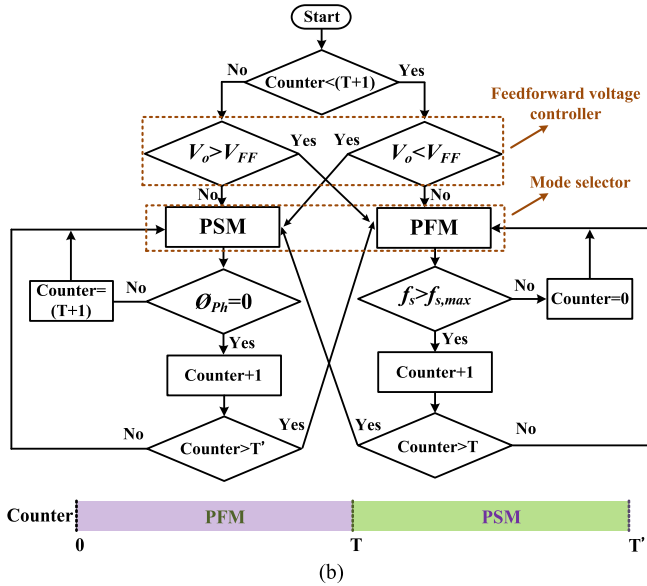 Start
No
Counter<(T+1)
Yes
Feedforward voltage
controller
Vo>VFF
Yes
Yes
Vo<VFF
No
No
Mode selector
PSM
PFM
Counter=
(T+1)
No
ØPh=0
fs>fs,max
No
Counter=0
Yes
Yes
Counter+1
Counter+1
No
Counter>T'
Yes
Yes
Counter>T
No
Counter
PFM
PSM
0
T
T'
(b)